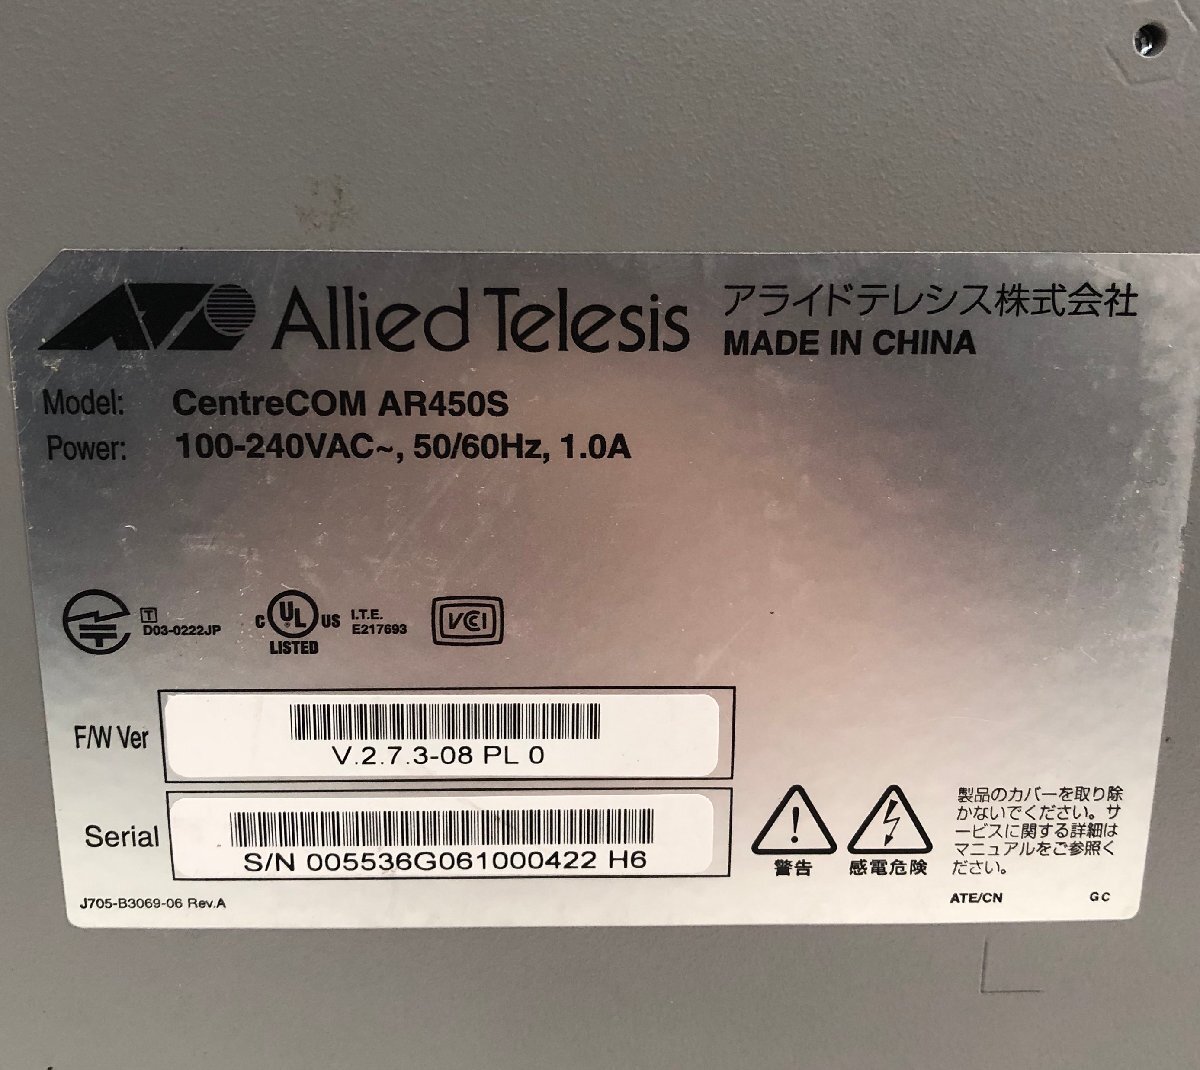 Allied Telesis
アライドテレシス株式会社
MADE IN CHINA
Model: CentreCOM AR450S
Power: 100-240VAC~, 50/60Hz, 1.0A
T
D03-0222JP
C UL US
LISTED
I.T.E.
E217693
VCCI
F/W Ver
V.2.7.3-08 PL 0
Serial
S/N 005536G061000422 H6
警告
感電危険
製品のカバーを取り除
かないでください。サ
ービスに関する詳細は
マニュアルをご参照く
ださい。
J705-B3069-06 Rev.A
ATE/CN
GC